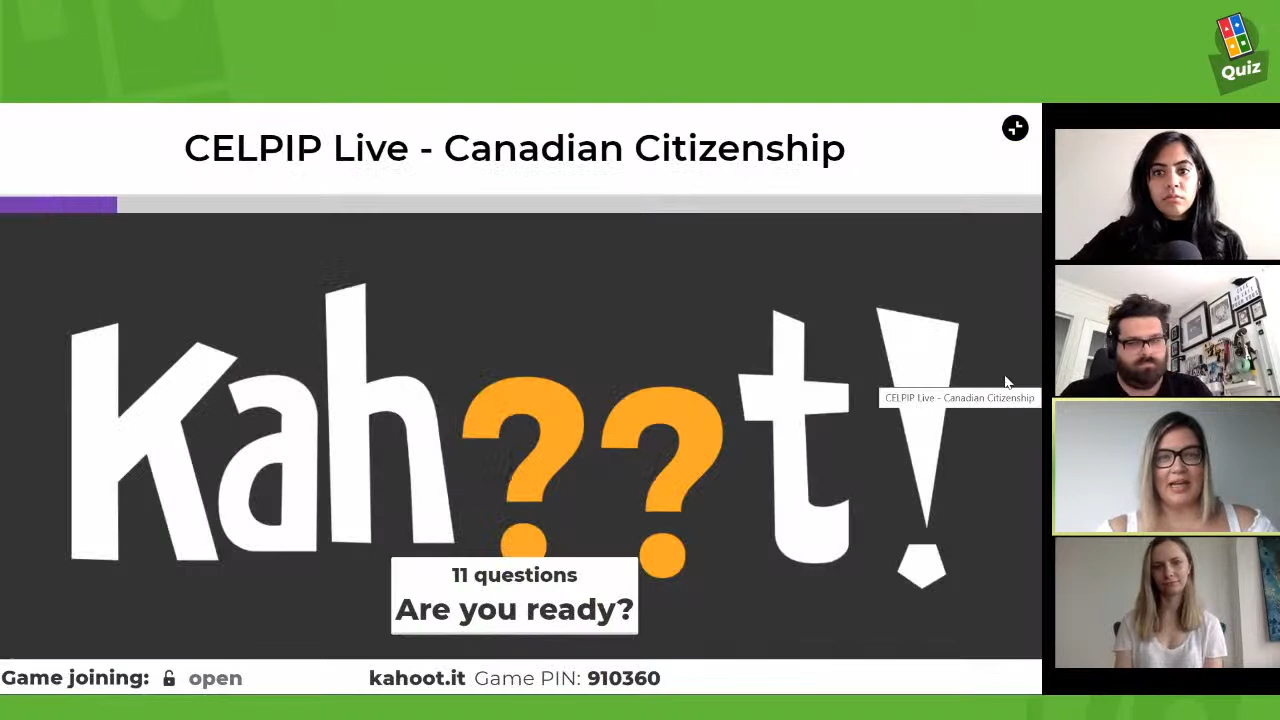 Quiz
CELPIP Live - Canadian Citizenship
Kah??t!
CELPIP Live - Canadian Citizenship
11 questions
Are you ready?
Game joining: open
kahoot.it Game PIN: 910360